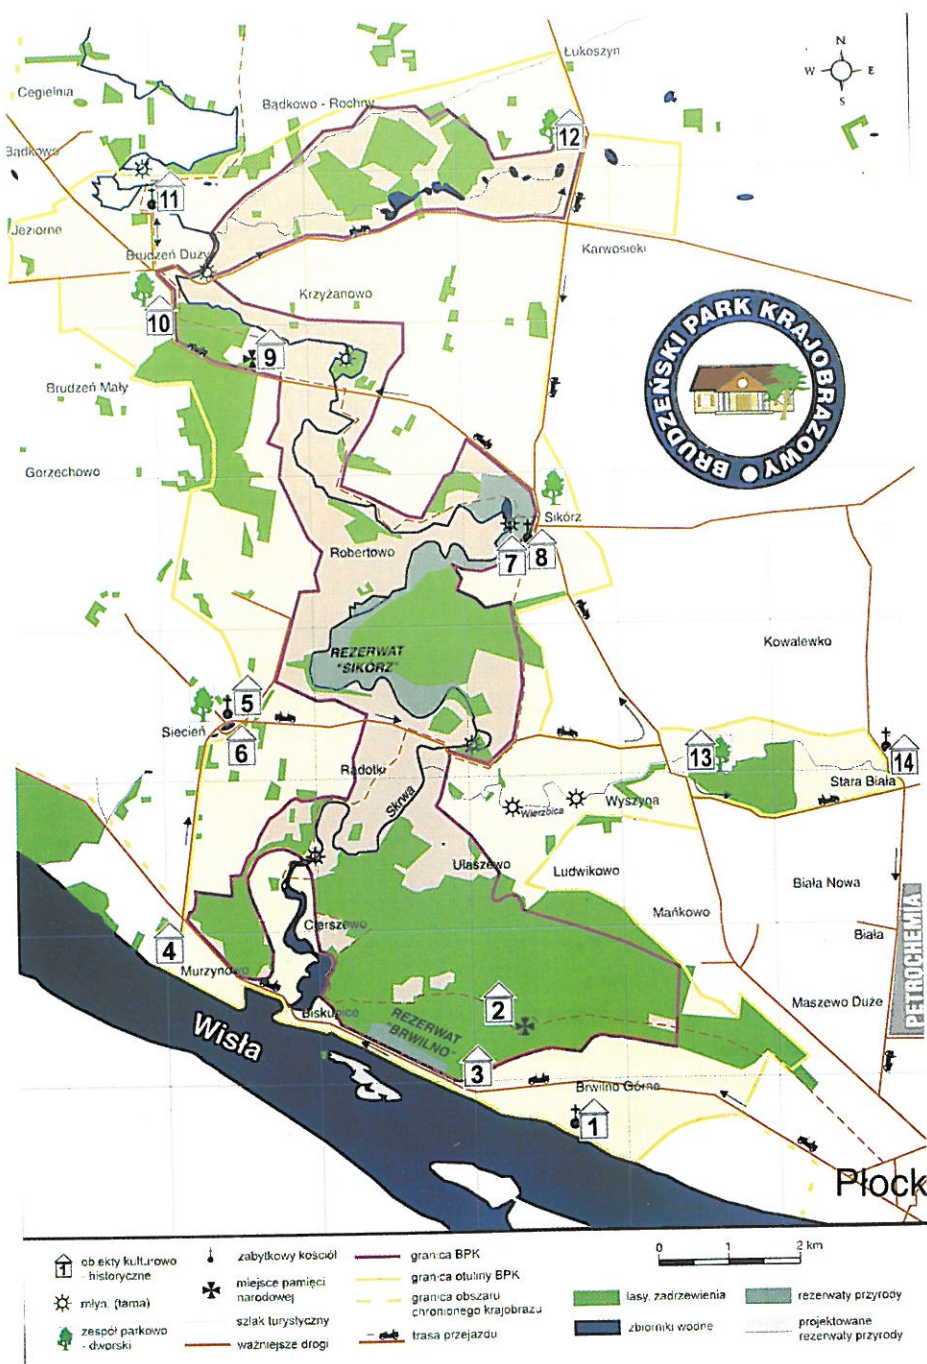 Łukoszyn
N
W E
S
Cegielnia
Bądkowo - Rochny
12
Bądkowo
11
Jeziorne
Brudzeń Duży
Karwosieki
Krzyżanowo
10
9
BRUDZEŃSKI PARK KRAJOBRAZOWY
Brudzeń Mały
Gorzechowo
Sikórz
Robertowo
7
8
REZERWAT
"SIKÓRZ"
Kowalewko
5
Siecień
6
13
14
Radotki
Stara Biała
Skrwa
Wierzbica
Wyszyna
Ułaszewo
Ludwikowo
Biała Nowa
Mańkowo
Cierszewo
Biała
4
Murzynowo
PETROCHEMIA
2
Maszewo Duże
Biskupice
Wisła
REZERWAT
"BRWILNO"
3
Brwilno Górne
1
Płock
1 obiekty kulturowo
- historyczne
młyn, (tama)
zespół parkowo
- dworski
zabytkowy kościół
miejsce pamięci
narodowej
szlak turystyczny
ważniejsze drogi
granica BPK
granica otuliny BPK
granica obszaru
chronionego krajobrazu
trasa przejazdu
0 1 2 km
lasy, zadrzewienia
zbiorniki wodne
rezerwaty przyrody
projektowane
rezerwaty przyrody